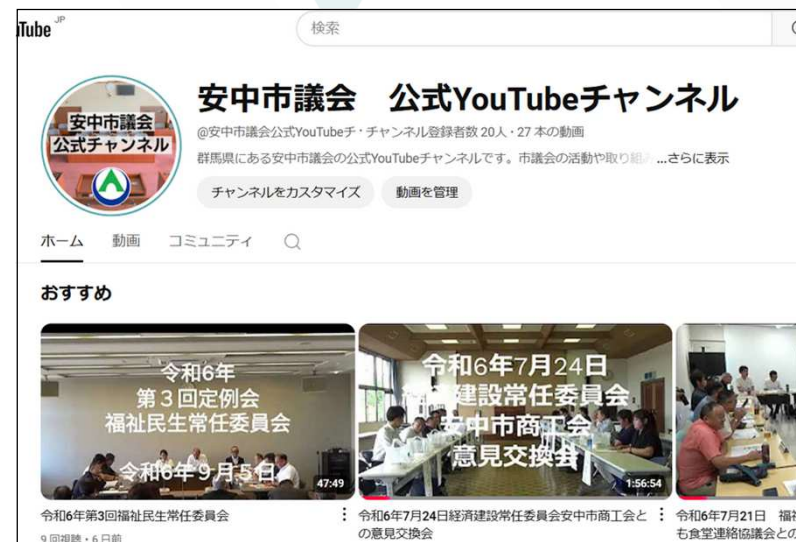 Tube JP
検索
安中市議会
公式チャンネル
安中市議会 公式YouTubeチャンネル
@安中市議会公式YouTubeチ・チャンネル登録者数 20人・27 本の動画
群馬県にある安中市議会の公式YouTubeチャンネルです。市議会の活動や取り組 ...さらに表示
チャンネルをカスタマイズ
動画を管理
ホーム 動画 コミュニティ
おすすめ
令和6年
第3回定例会
福祉民生常任委員会
令和6年9月5日
47:49
令和6年7月24日
建設常任委員会
安中市商工会
意見交換会
1:56:54
令和6年第3回福祉民生常任委員会
9 回視聴・6 日前
令和6年7月24日経済建設常任委員会安中市商工会と
の意見交換会
令和6年7月21日 福祉
も食堂連絡協議会との